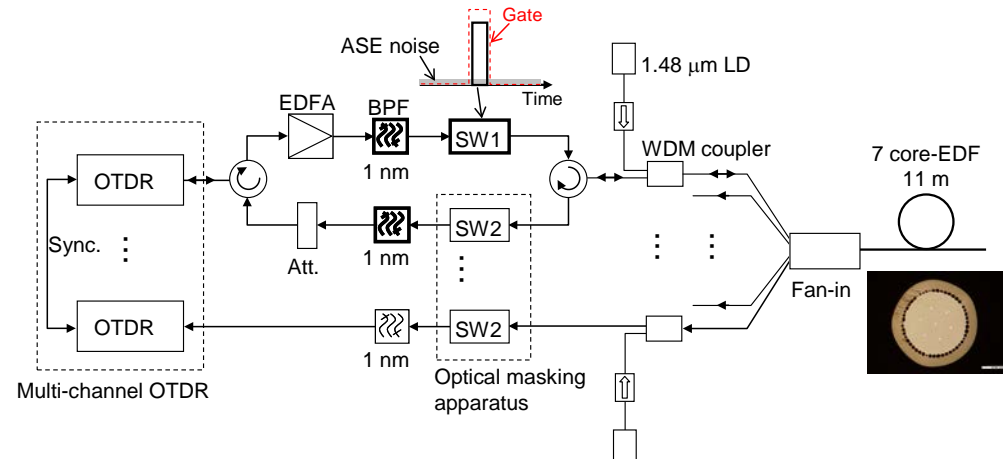 Gate
ASE noise
Time
1.48 μm LD
EDFA
BPF
SW1
1 nm
WDM coupler
7 core-EDF
11 m
OTDR
Sync.
Att.
1 nm
SW2
Fan-in
OTDR
1 nm
SW2
Multi-channel OTDR
Optical masking
apparatus